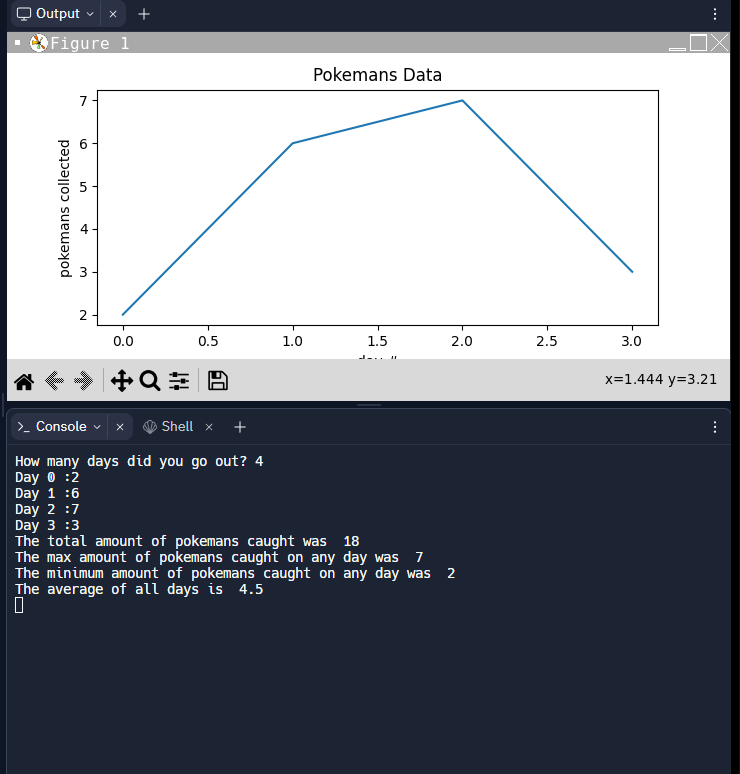 Output
Figure 1
Pokemans Data
pokemans collected
7
6
5
4
3
2
0.0 0.5 1.0 1.5 2.0 2.5 3.0
day #
x=1.444 y=3.21
Console
Shell
How many days did you go out? 4
Day 0 :2
Day 1 :6
Day 2 :7
Day 3 :3
The total amount of pokemans caught was  18
The max amount of pokemans caught on any day was  7
The minimum amount of pokemans caught on any day was  2
The average of all days is  4.5